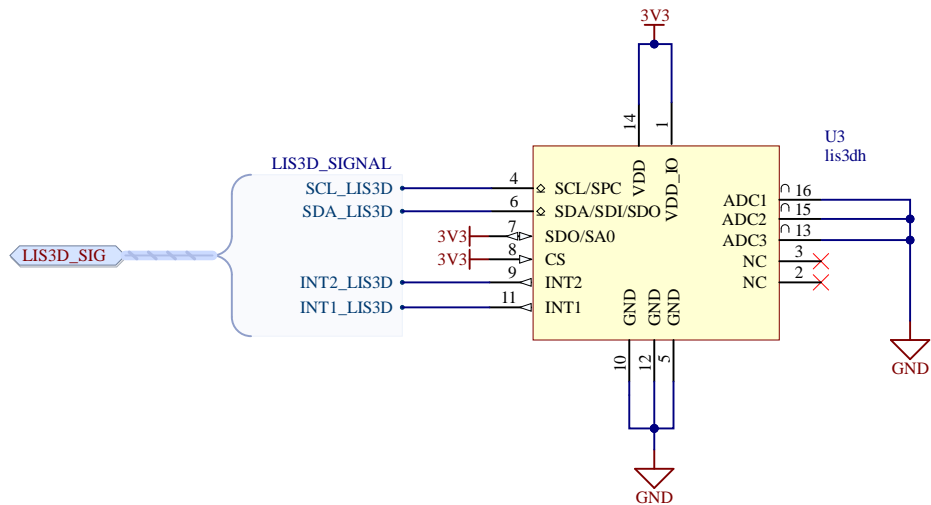 3V3
14
1
U3
lis3dh
VDD
VDD_IO
LIS3D_SIGNAL
SCL_LIS3D
4
SCL/SPC
ADC1
16
SDA_LIS3D
6
SDA/SDI/SDO
ADC2
15
3V3
7
SDO/SA0
ADC3
13
LIS3D_SIG
3V3
8
CS
NC
3
INT2_LIS3D
9
INT2
NC
2
INT1_LIS3D
11
INT1
GND
GND
GND
10
12
5
GND
GND